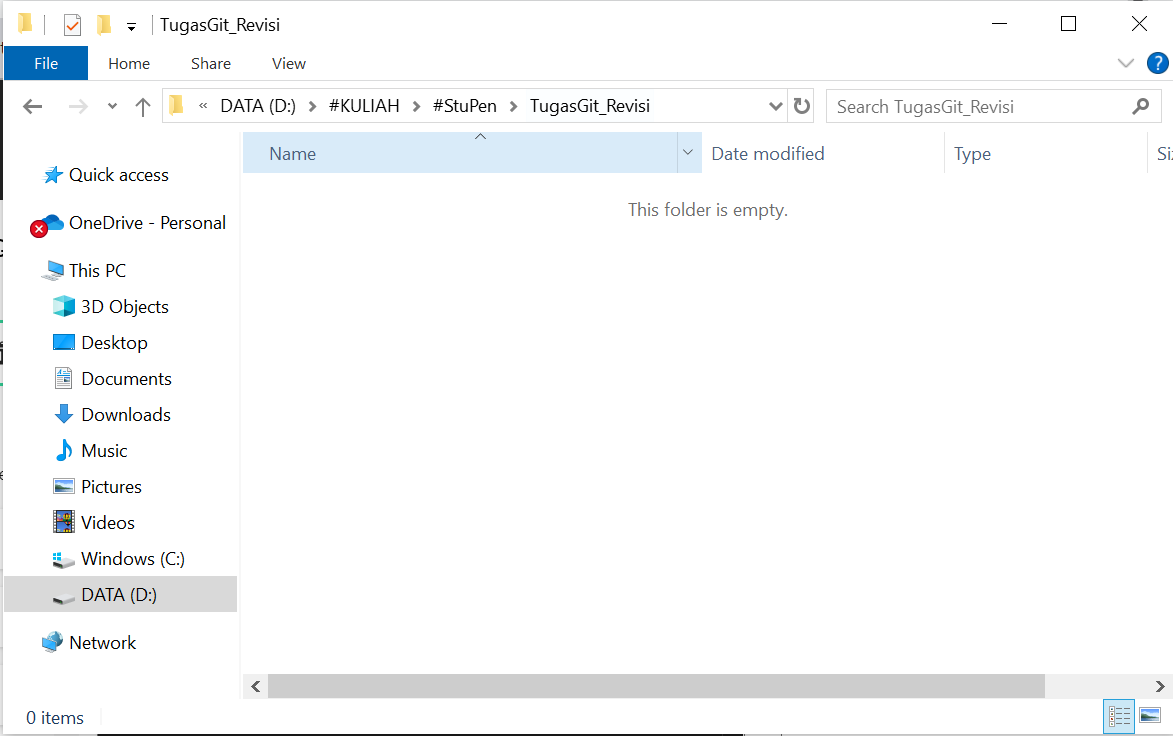 TugasGit_Revisi
File Home Share View
« DATA (D:) > #KULIAH > #StuPen > TugasGit_Revisi
Search TugasGit_Revisi
Name Date modified Type Si
This folder is empty.
Quick access
OneDrive - Personal
This PC
3D Objects
Desktop
Documents
Downloads
Music
Pictures
Videos
Windows (C:)
DATA (D:)
Network
0 items